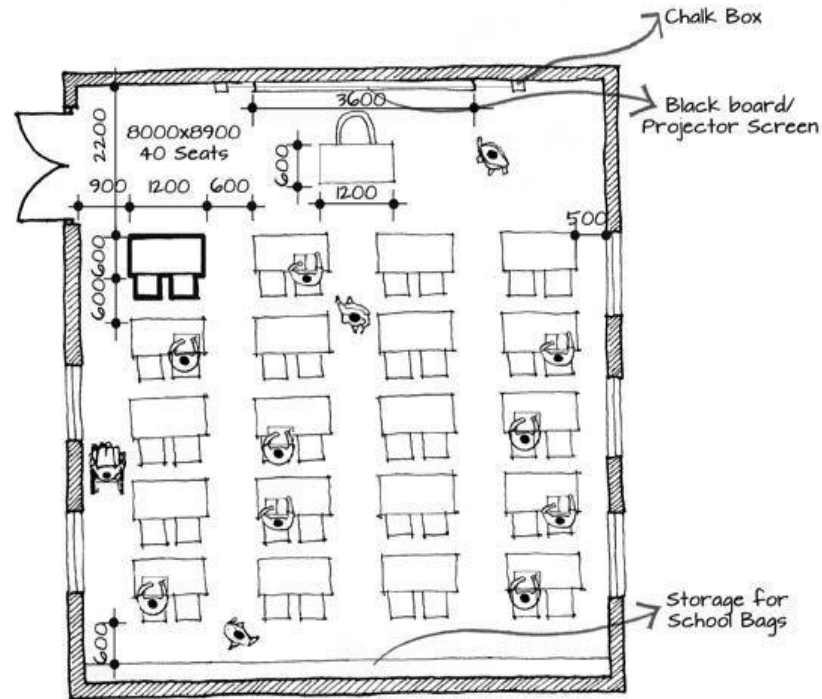 Chalk Box
Black board/
Projector Screen
3600
2200
8000x8900
40 Seats
600
900
1200
600
1200
500
600
600
600
Storage for
School Bags